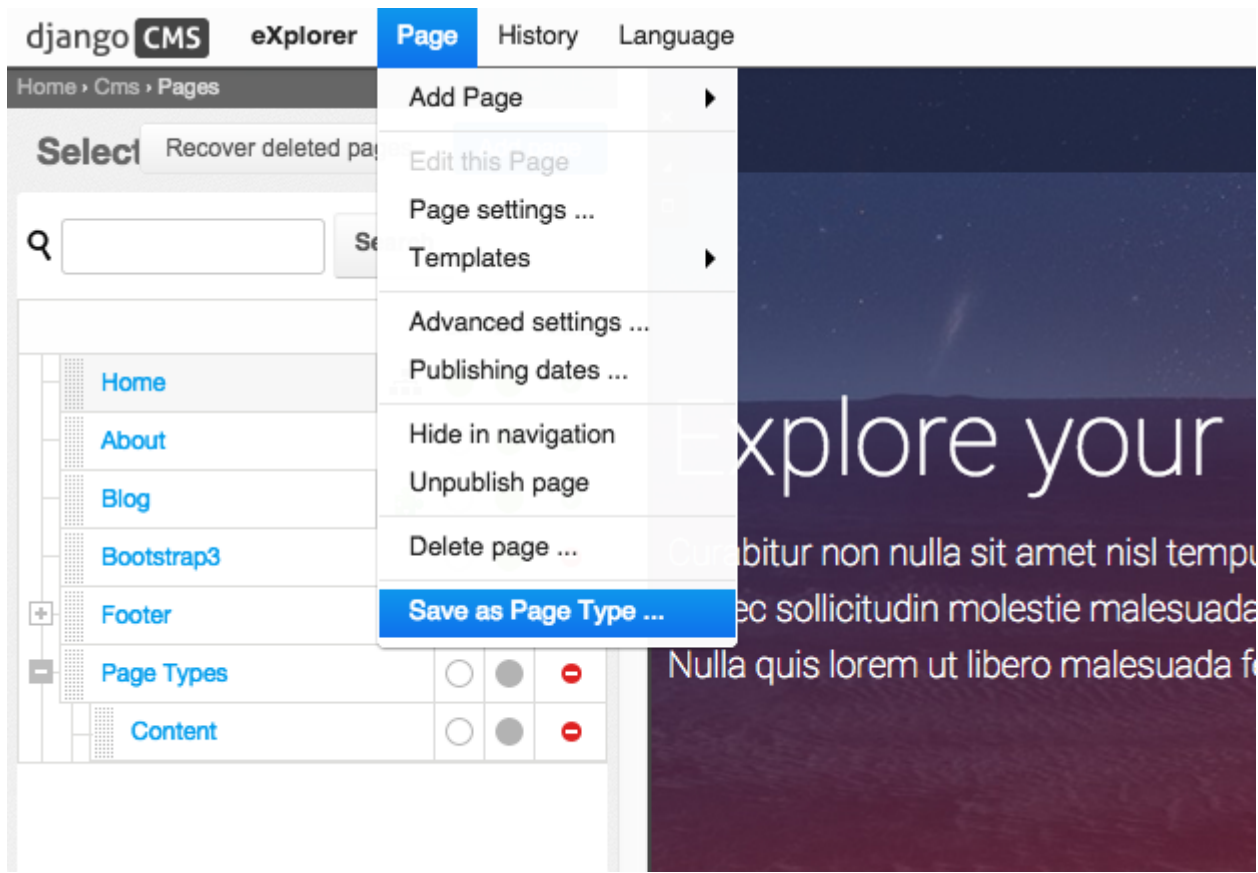 django CMS eXplorer Page History Language
Home › Cms › Pages
Select
Recover deleted
Add Page
Edit this Page
Page settings ...
Templates
Advanced settings ...
Publishing dates ...
Hide in navigation
Unpublish page
Delete page ...
Save as Page Type ...
Home
About
Blog
Bootstrap3
Footer
Page Types
Content
Explore your
Curabitur non nulla sit amet nisl tempu
ec sollicitudin molestie malesuada
Nulla quis lorem ut libero malesuada fe